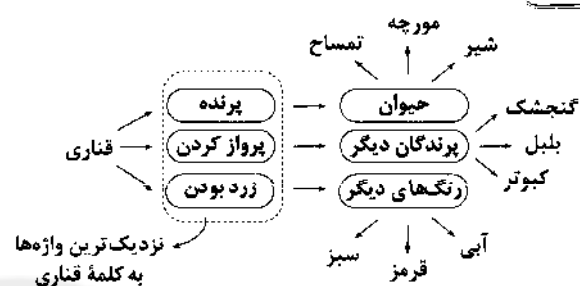 مورچه
تمساح
شیر
پرنده
حیوان
گنجشک
قناری
پرواز کردن
پرندگان دیگر
بلبل
کبوتر
زرد بودن
رنگ‌های دیگر
نزدیک‌ترین واژه‌ها
به کلمهٔ قناری
سبز
قرمز
آبی